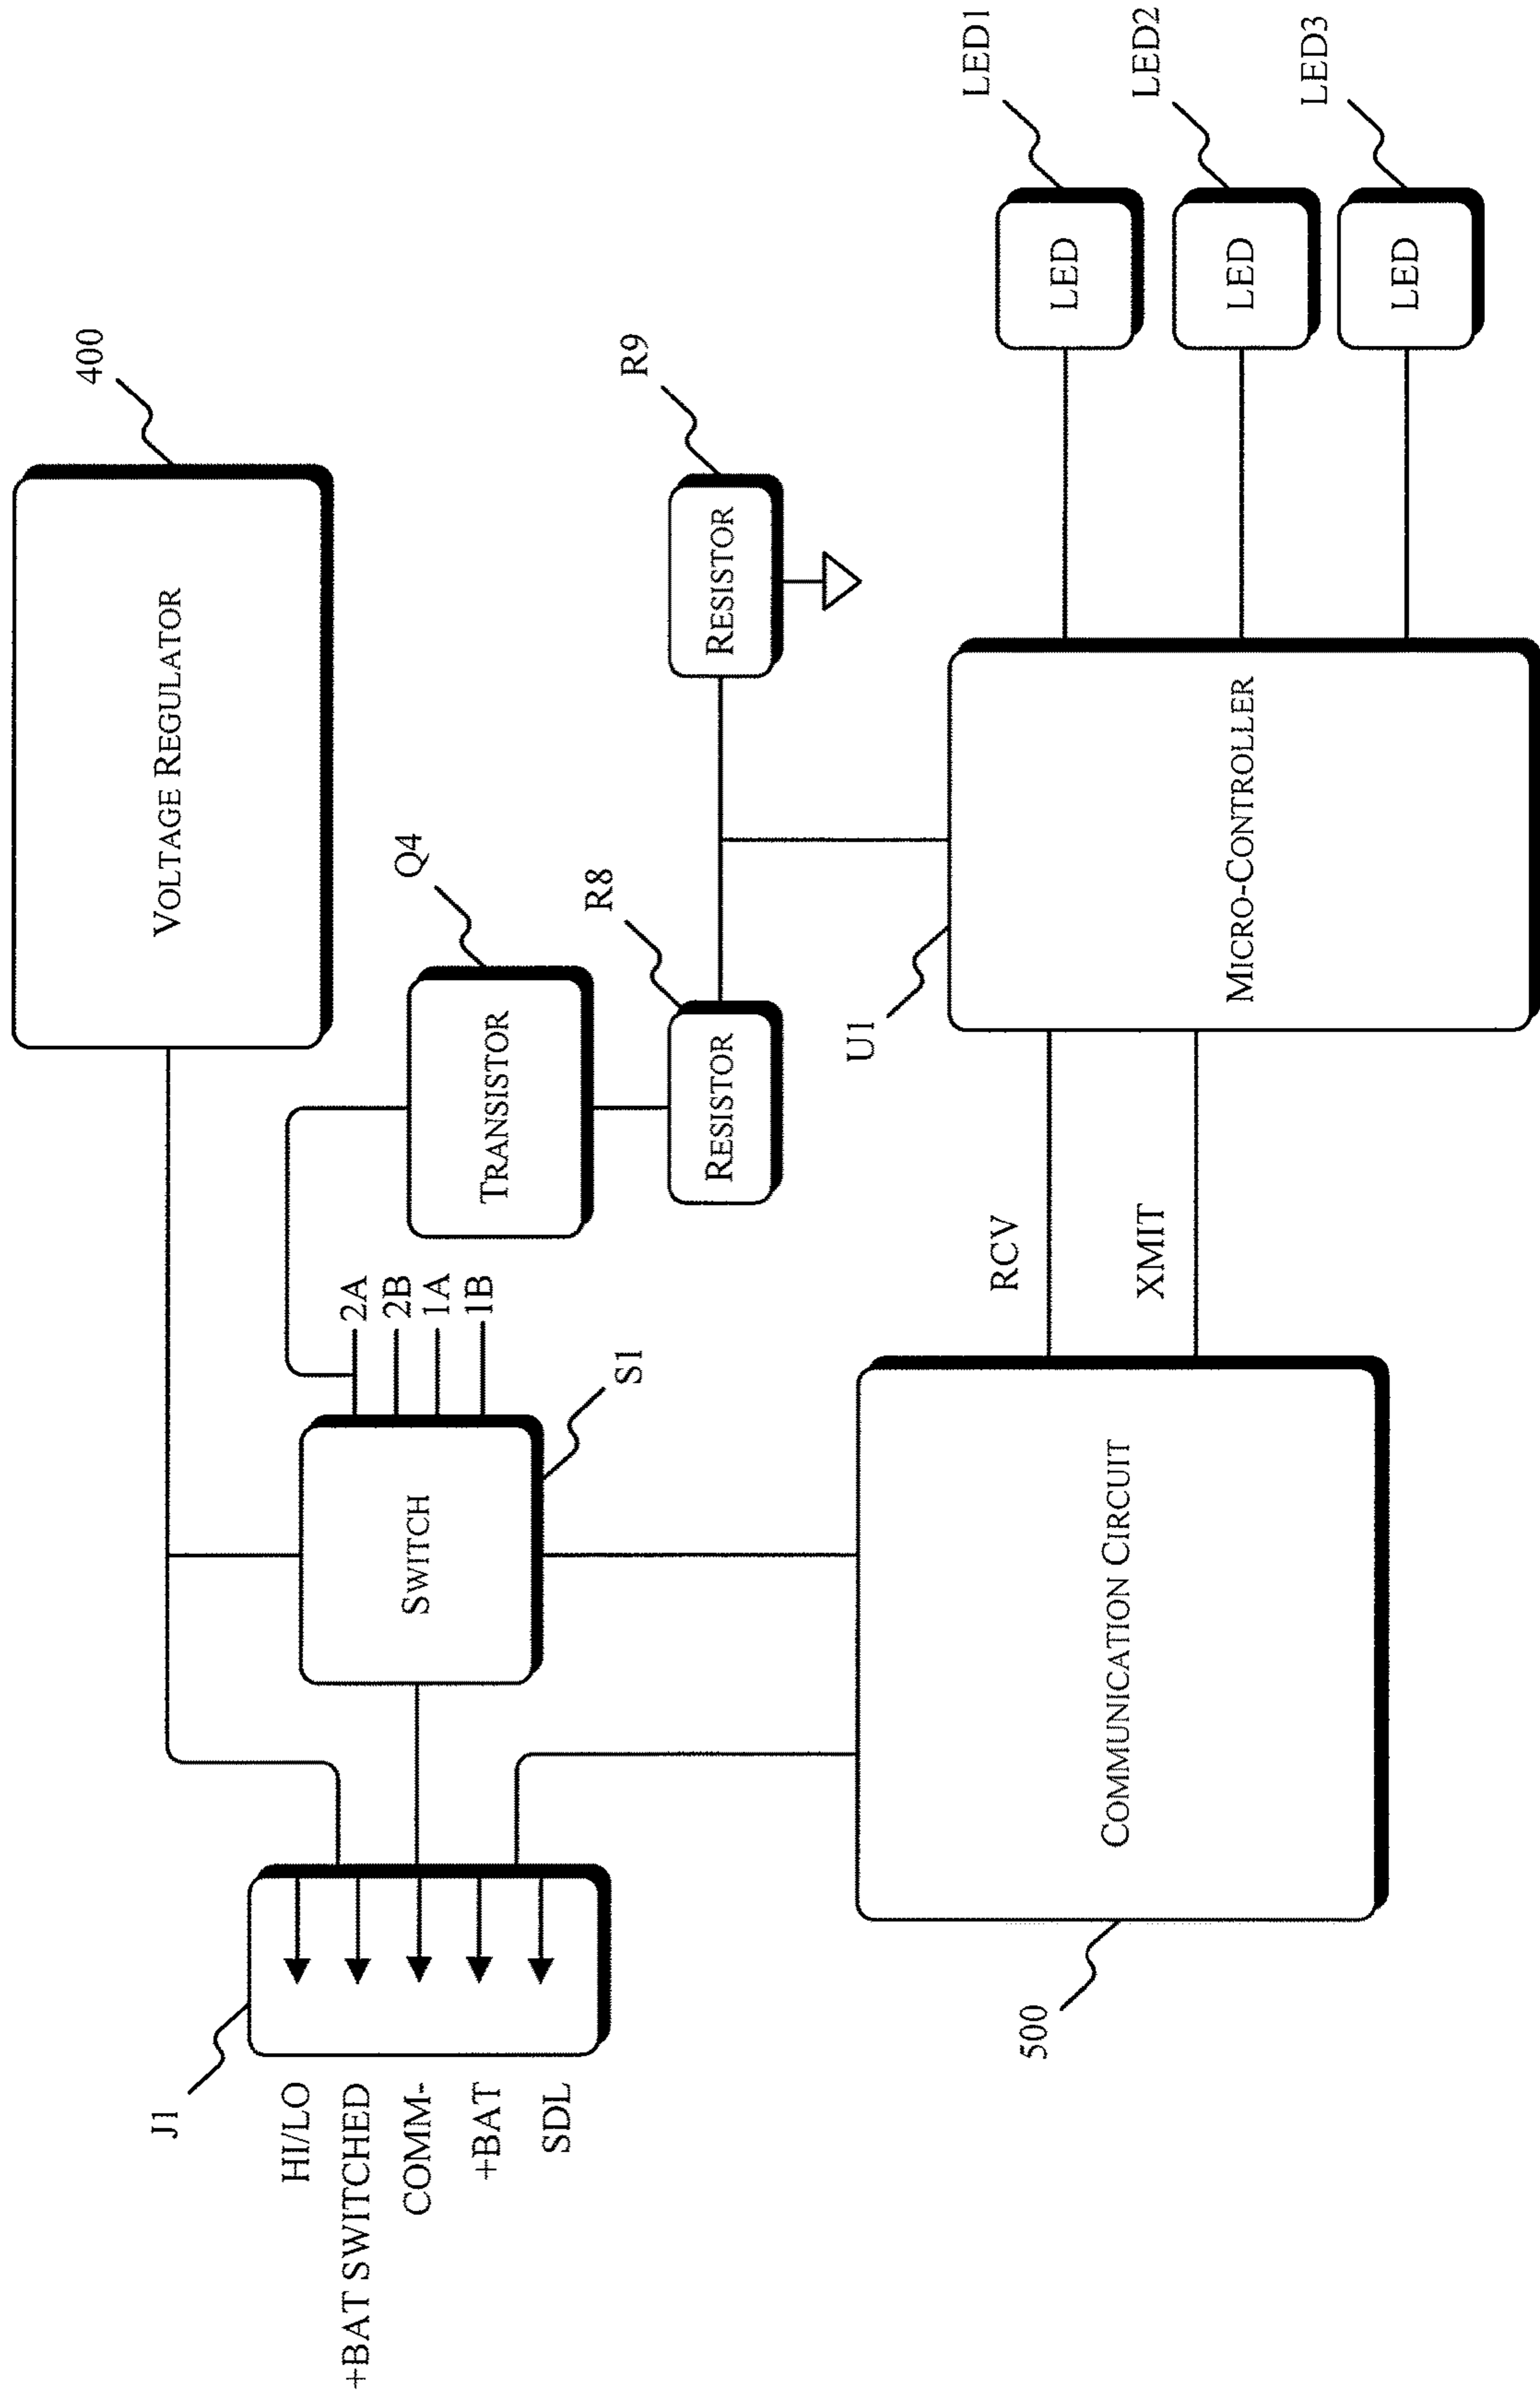 400
VOLTAGE REGULATOR
Q4
TRANSISTOR
R8
RESISTOR
R9
RESISTOR
J1
HI/LO
+BAT SWITCHED
COMM-
+BAT
SDL
SWITCH
2A
2B
1A
1B
S1
500
COMMUNICATION CIRCUIT
RCV
XMIT
U1
MICRO-CONTROLLER
LED
LED1
LED
LED2
LED
LED3